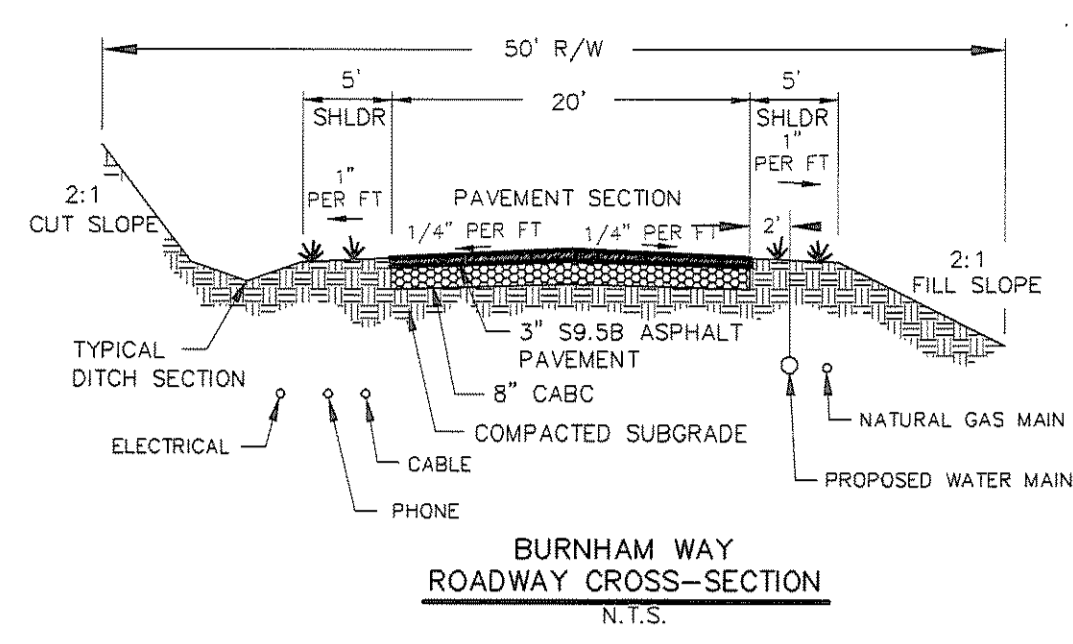 50' R/W
5'
20'
5'
SHLDR
SHLDR
1"
PER FT
1"
PER FT
2:1
CUT SLOPE
PAVEMENT SECTION
1/4" PER FT
1/4" PER FT
2'
2:1
FILL SLOPE
TYPICAL
DITCH SECTION
3" S9.5B ASPHALT
PAVEMENT
8" CABC
COMPACTED SUBGRADE
ELECTRICAL
CABLE
PHONE
NATURAL GAS MAIN
PROPOSED WATER MAIN
BURNHAM WAY
ROADWAY CROSS-SECTION
N.T.S.